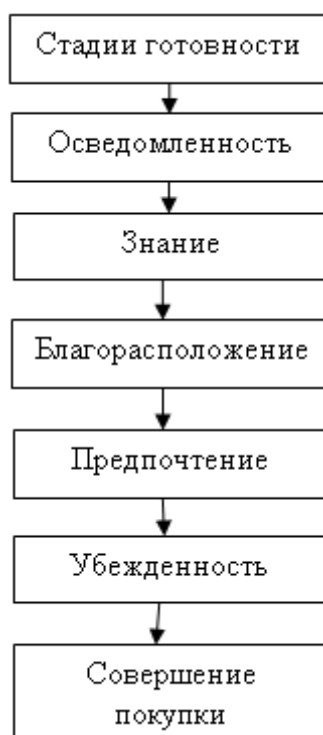 Стадии готовности
Осведомленность
Знание
Благорасположение
Предпочтение
Убежденность
Совершение
покупки